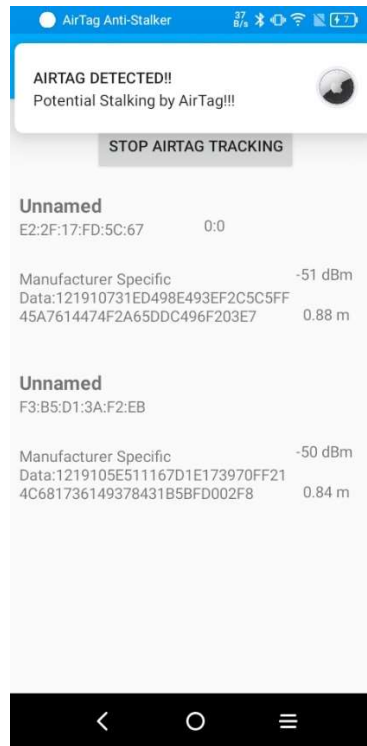 AirTag Anti-Stalker
37
B/s
47
AIRTAG DETECTED!!
Potential Stalking by AirTag!!!
STOP AIRTAG TRACKING
Unnamed
E2:2F:17:FD:5C:67 0:0
Manufacturer Specific -51 dBm
Data:121910731ED498E493EF2C5C5FF
45A7614474F2A65DDC496F203E7 0.88 m
Unnamed
F3:B5:D1:3A:F2:EB
Manufacturer Specific -50 dBm
Data:1219105E511167D1E173970FF21
4C681736149378431B5BFD002F8 0.84 m